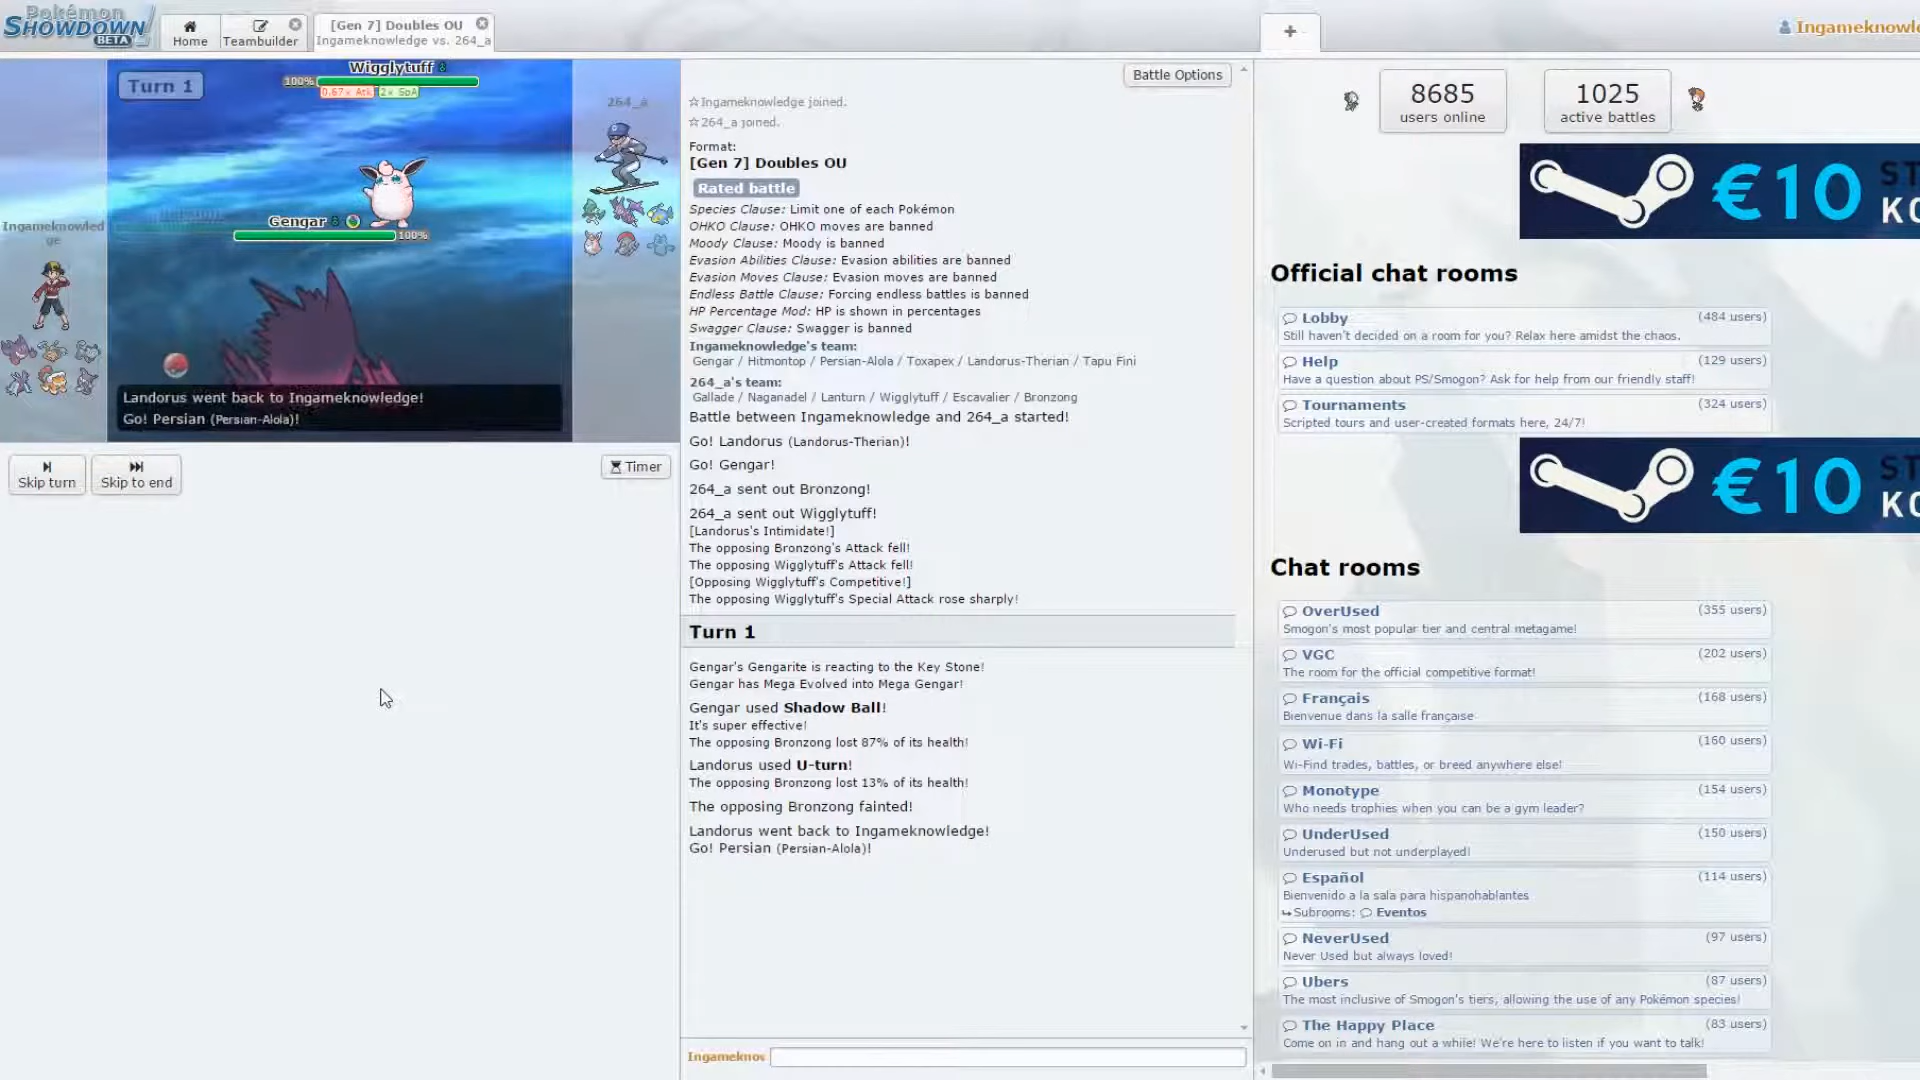 Pokémon
SHOWDOWN
BETA
Home
Teambuilder
[Gen 7] Doubles OU
Ingameknowledge vs. 264_a
+
Ingameknowle
Turn 1
Wigglytuff
100%
0.67× Atk 2× SpA
Gengar
100%
Landorus went back to Ingameknowledge!
Go! Persian (Persian-Alola)!
Ingameknowled
ge
264_a
Skip turn
Skip to end
Timer
Battle Options
☆Ingameknowledge joined.
☆264_a joined.
Format:
[Gen 7] Doubles OU
Rated battle
Species Clause: Limit one of each Pokémon
OHKO Clause: OHKO moves are banned
Moody Clause: Moody is banned
Evasion Abilities Clause: Evasion abilities are banned
Evasion Moves Clause: Evasion moves are banned
Endless Battle Clause: Forcing endless battles is banned
HP Percentage Mod: HP is shown in percentages
Swagger Clause: Swagger is banned
Ingameknowledge's team:
Gengar / Hitmontop / Persian-Alola / Toxapex / Landorus-Therian / Tapu Fini
264_a's team:
Gallade / Naganadel / Lanturn / Wigglytuff / Escavalier / Bronzong
Battle between Ingameknowledge and 264_a started!
Go! Landorus (Landorus-Therian)!
Go! Gengar!
264_a sent out Bronzong!
264_a sent out Wigglytuff!
[Landorus's Intimidate!]
The opposing Bronzong's Attack fell!
The opposing Wigglytuff's Attack fell!
[Opposing Wigglytuff's Competitive!]
The opposing Wigglytuff's Special Attack rose sharply!
Turn 1
Gengar's Gengarite is reacting to the Key Stone!
Gengar has Mega Evolved into Mega Gengar!
Gengar used Shadow Ball!
It's super effective!
The opposing Bronzong lost 87% of its health!
Landorus used U-turn!
The opposing Bronzong lost 13% of its health!
The opposing Bronzong fainted!
Landorus went back to Ingameknowledge!
Go! Persian (Persian-Alola)!
Ingameknow
8685
users online
1025
active battles
€10
ST
KO
Official chat rooms
Lobby (484 users)
Still haven't decided on a room for you? Relax here amidst the chaos.
Help (129 users)
Have a question about PS/Smogon? Ask for help from our friendly staff!
Tournaments (324 users)
Scripted tours and user-created formats here, 24/7!
€10
ST
KO
Chat rooms
OverUsed (355 users)
Smogon's most popular tier and central metagame!
VGC (202 users)
The room for the official competitive format!
Français (168 users)
Bienvenue dans la salle française
Wi-Fi (160 users)
Wi-Find trades, battles, or breed anywhere else!
Monotype (154 users)
Who needs trophies when you can be a gym leader?
UnderUsed (150 users)
Underused but not underplayed!
Español (114 users)
Bienvenido a la sala para hispanohablantes
Subrooms: Eventos
NeverUsed (97 users)
Never Used but always loved!
Ubers (87 users)
The most inclusive of Smogon's tiers, allowing the use of any Pokémon species!
The Happy Place (83 users)
Come on in and hang out a while! We're here to listen if you want to talk!